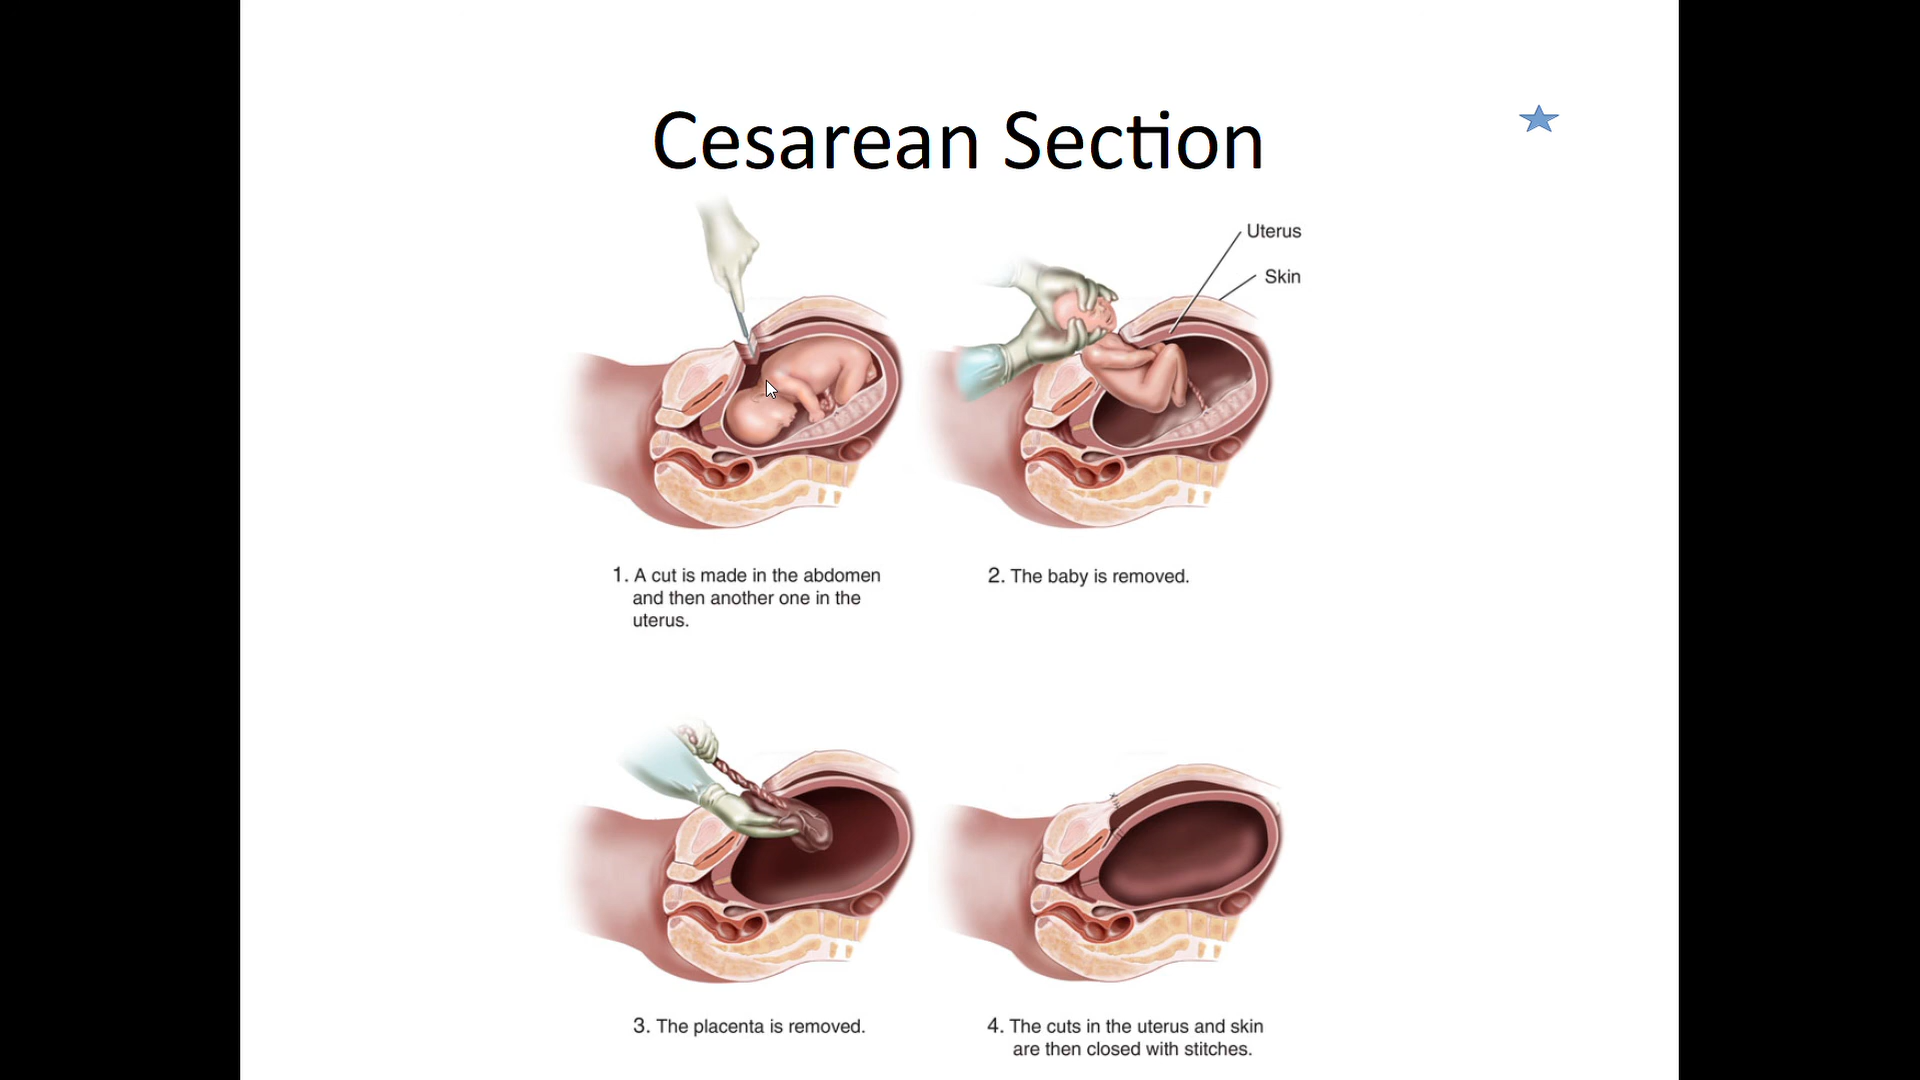 Cesarean Section
Uterus
Skin
1. A cut is made in the abdomen
and then another one in the
uterus.
2. The baby is removed.
3. The placenta is removed.
4. The cuts in the uterus and skin
are then closed with stitches.